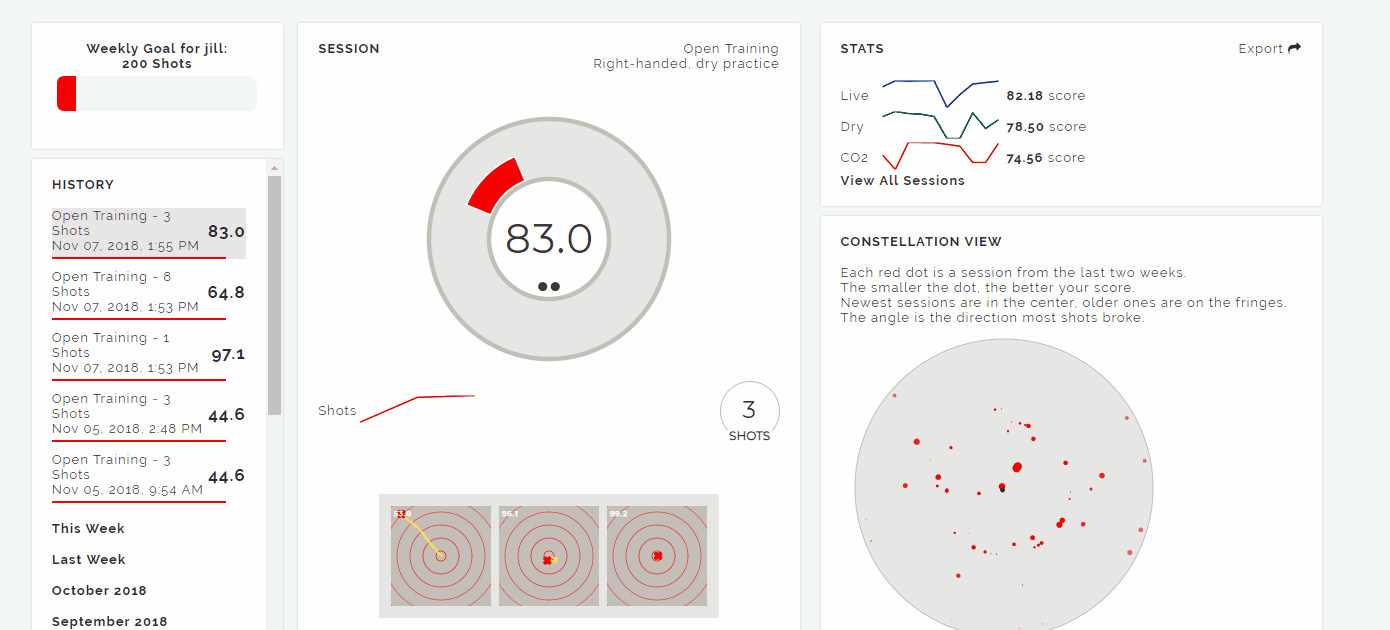 Weekly Goal for jill:
200 Shots
HISTORY
Open Training - 3
Shots
Nov 07, 2018, 1:55 PM
83.0
Open Training - 8
Shots
Nov 07, 2018, 1:53 PM
64.8
Open Training - 1
Shots
Nov 07, 2018, 1:53 PM
97.1
Open Training - 3
Shots
Nov 05, 2018, 2:48 PM
44.6
Open Training - 3
Shots
Nov 05, 2018, 9:54 AM
44.6
This Week
Last Week
October 2018
September 2018
SESSION
Open Training
Right-handed, dry practice
83.0
Shots
3
SHOTS
53.8
96.1
99.2
STATS
Export
Live 82.18 score
Dry 78.50 score
CO2 74.56 score
View All Sessions
CONSTELLATION VIEW
Each red dot is a session from the last two weeks.
The smaller the dot, the better your score.
Newest sessions are in the center, older ones are on the fringes.
The angle is the direction most shots broke.